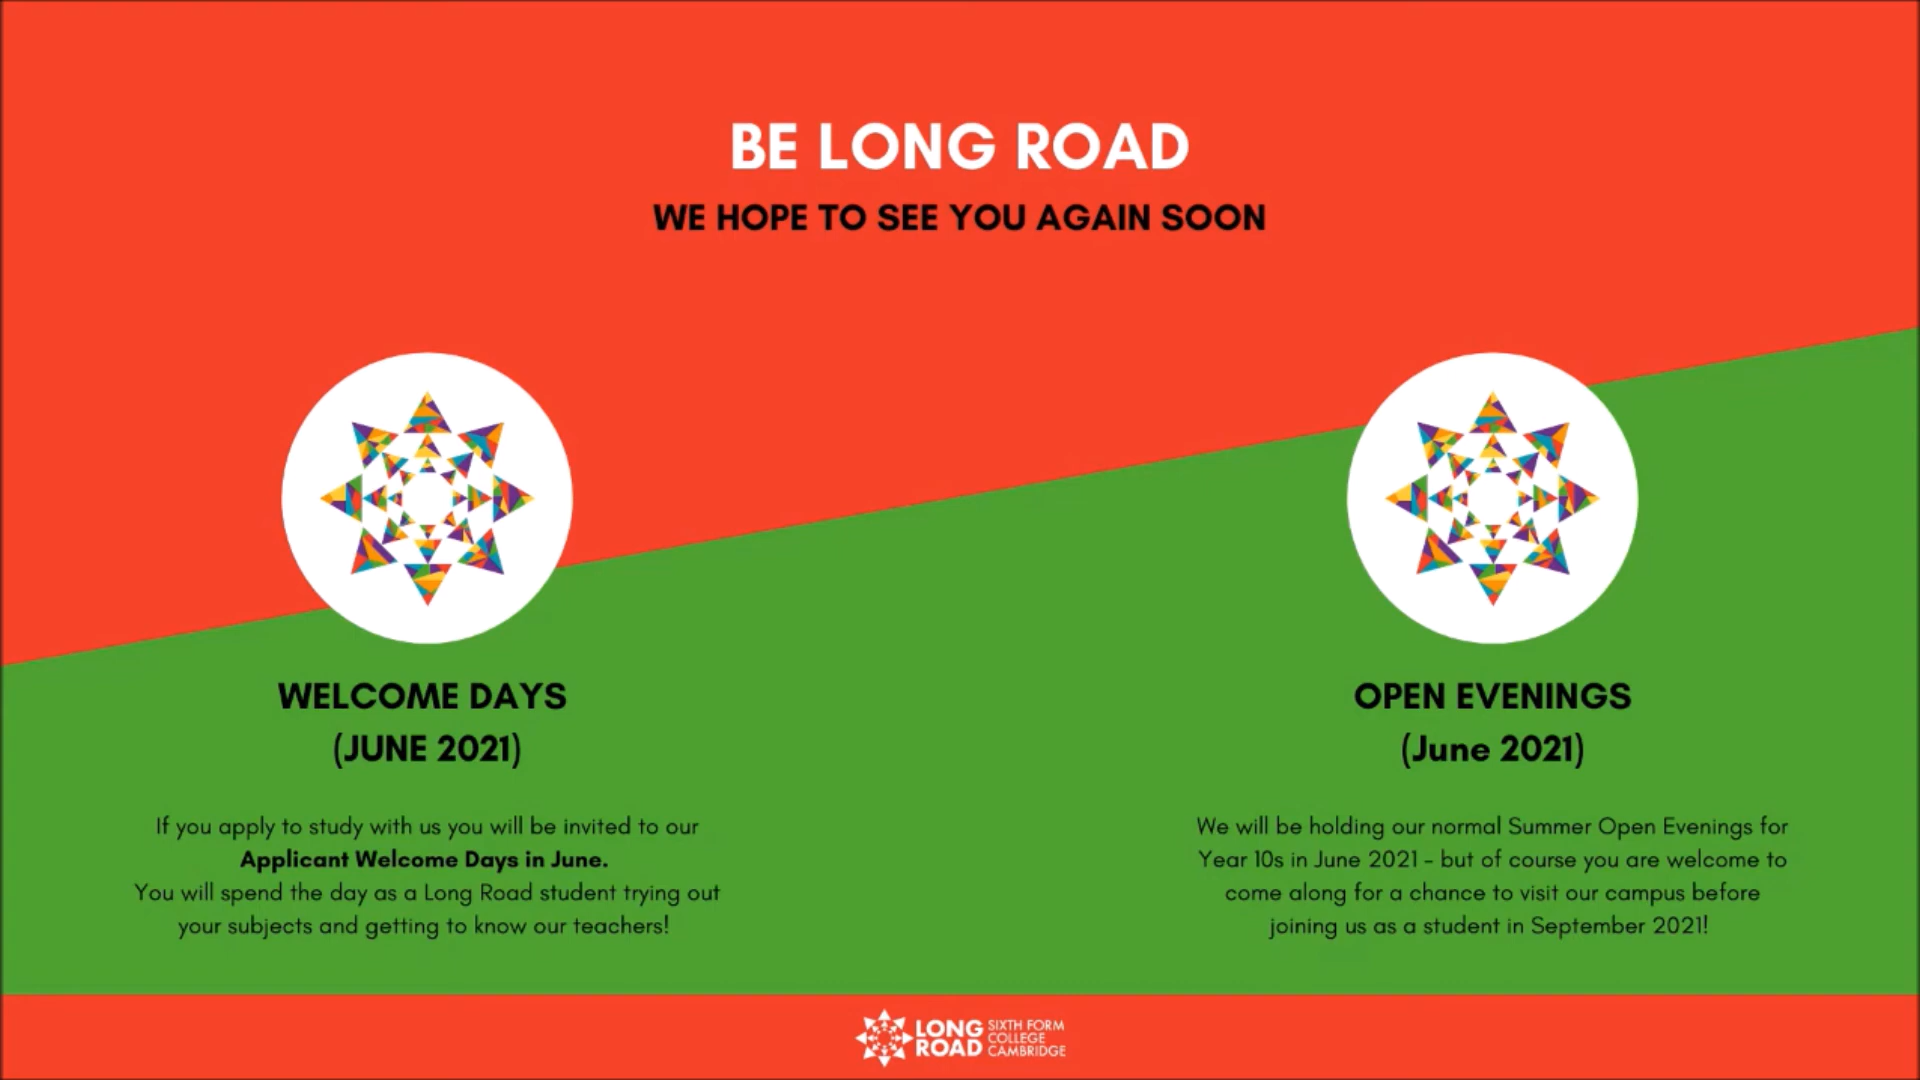 BE LONG ROAD
WE HOPE TO SEE YOU AGAIN SOON
WELCOME DAYS
(JUNE 2021)
If you apply to study with us you will be invited to our
Applicant Welcome Days in June.
You will spend the day as a Long Road student trying out
your subjects and getting to know our teachers!
OPEN EVENINGS
(June 2021)
We will be holding our normal Summer Open Evenings for
Year 10s in June 2021 - but of course you are welcome to
come along for a chance to visit our campus before
joining us as a student in September 2021!
LONG
ROAD
SIXTH FORM
COLLEGE
CAMBRIDGE